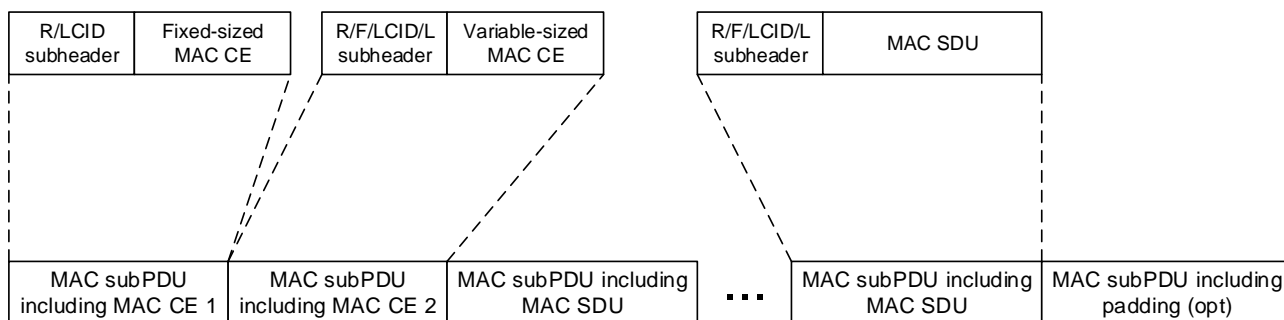 R/LCID
subheader
Fixed-sized
MAC CE
R/F/LCID/L
subheader
Variable-sized
MAC CE
R/F/LCID/L
subheader
MAC SDU
MAC subPDU
including MAC CE 1
MAC subPDU
including MAC CE 2
MAC subPDU including
MAC SDU
...
MAC subPDU including
MAC SDU
MAC subPDU including
padding (opt)